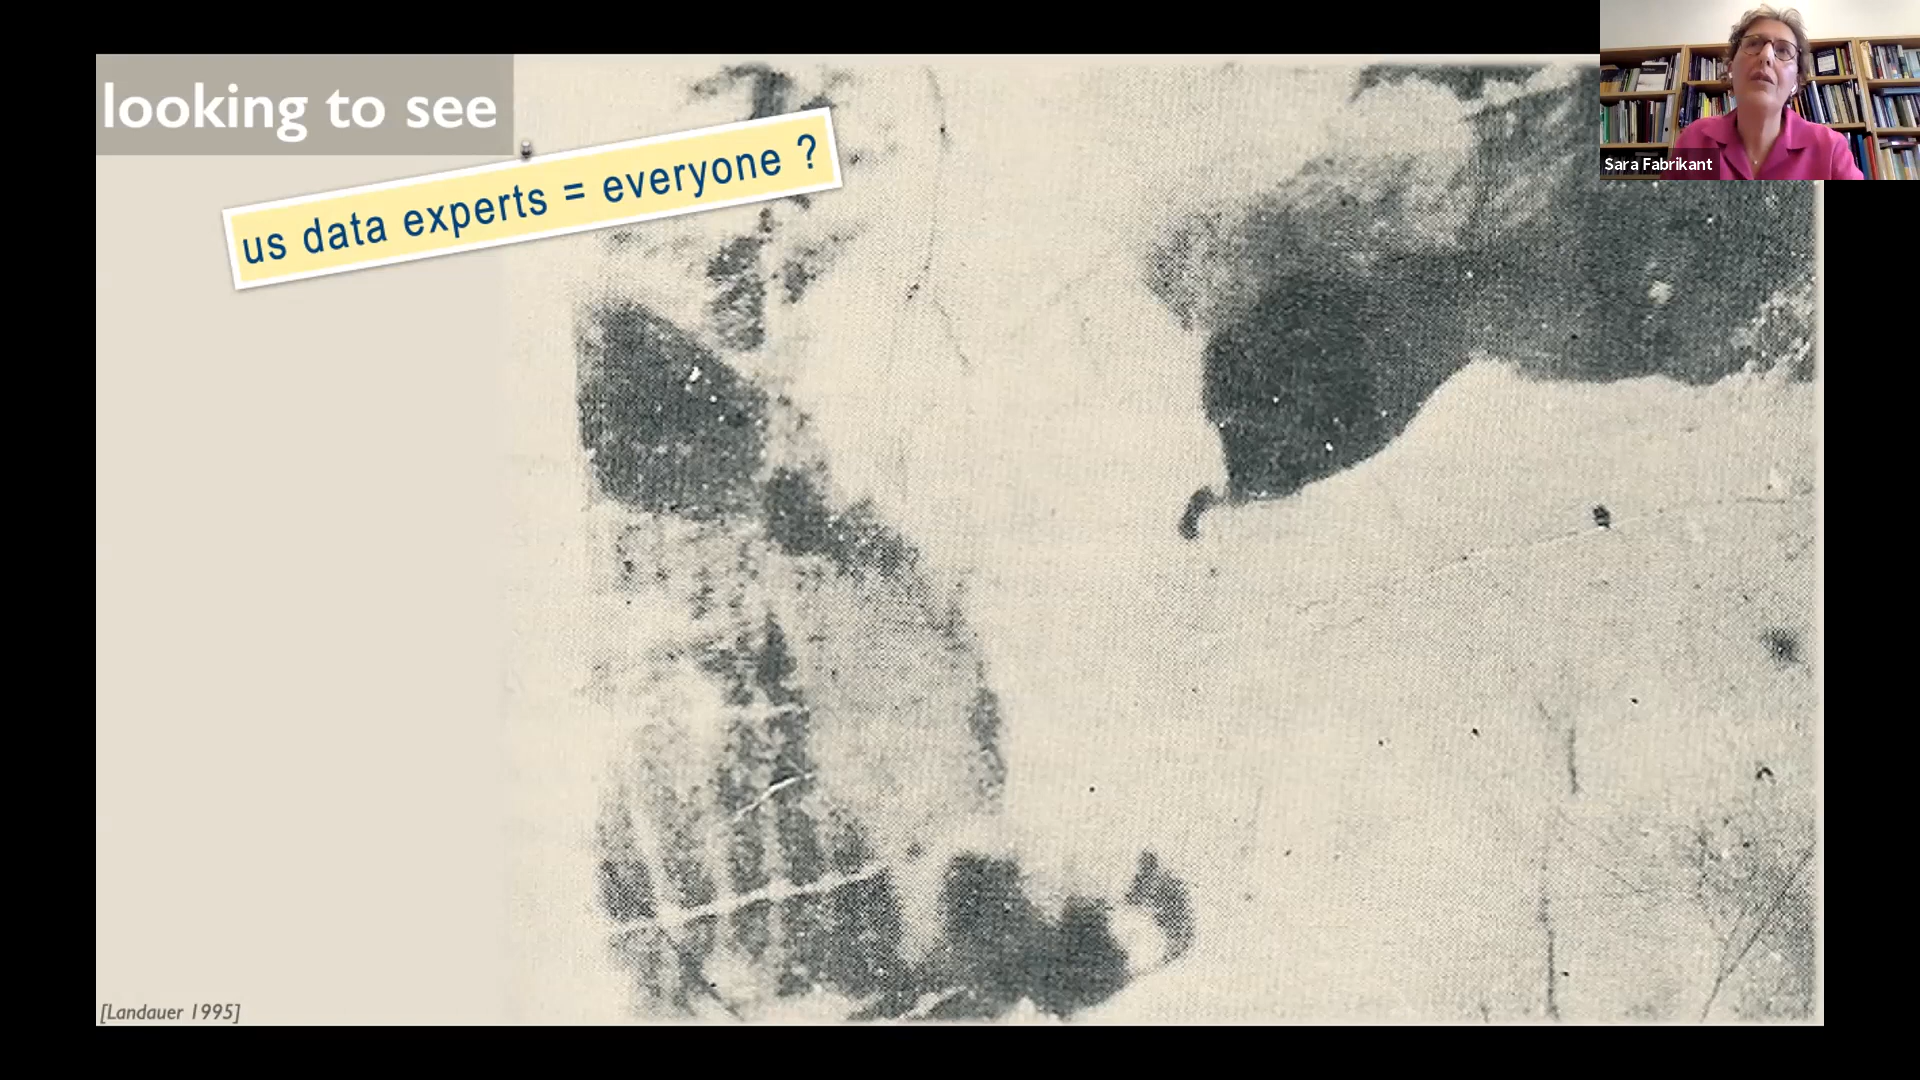 looking to see
us data experts = everyone ?
Sara Fabrikant
[Landauer 1995]